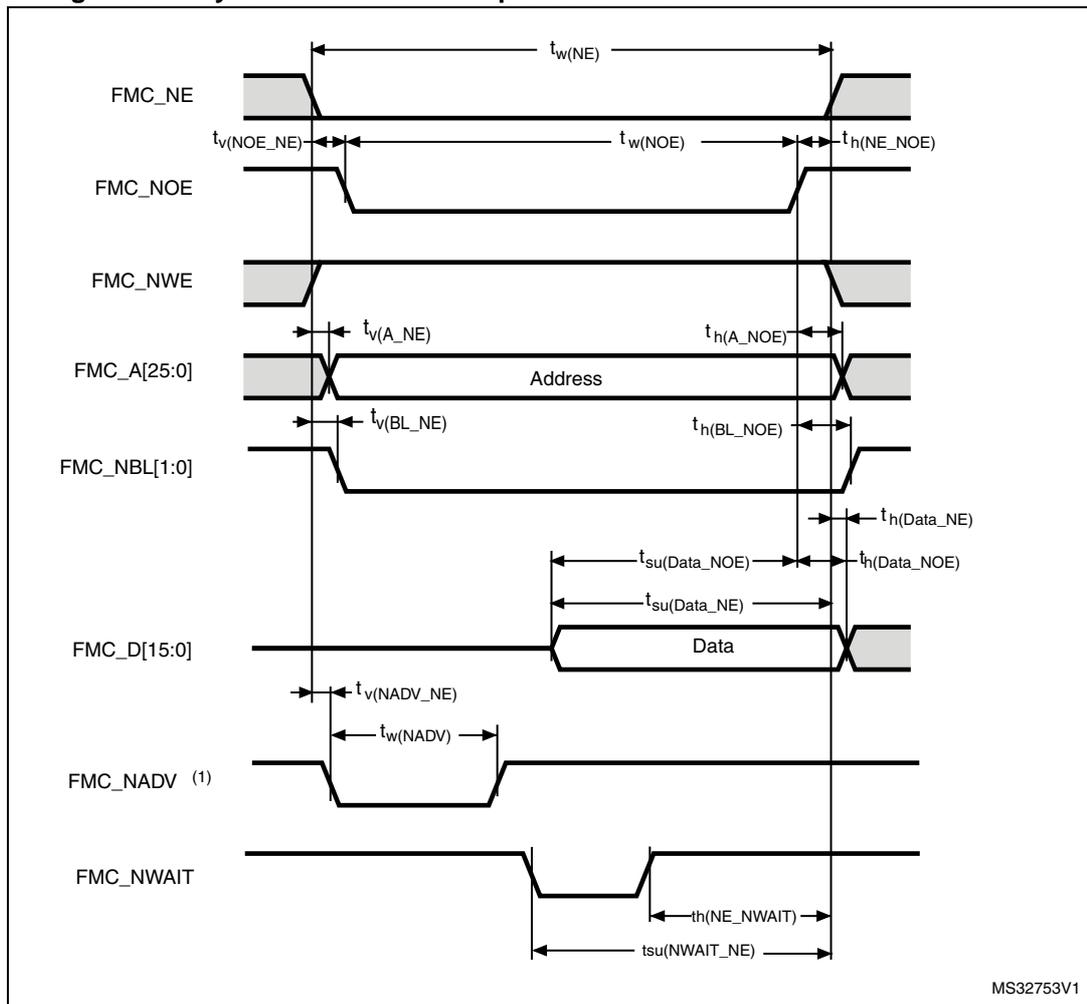 tw(NE)
FMC_NE
tv(NOE_NE) tw(NOE) th(NE_NOE)
FMC_NOE
FMC_NWE
tv(A_NE) th(A_NOE)
FMC_A[25:0] Address
tv(BL_NE) th(BL_NOE)
FMC_NBL[1:0]
th(Data_NE)
tsu(Data_NOE) th(Data_NOE)
tsu(Data_NE)
FMC_D[15:0] Data
tv(NADV_NE)
tw(NADV)
FMC_NADV (1)
FMC_NWAIT
th(NE_NWAIT)
tsu(NWAIT_NE)
MS32753V1